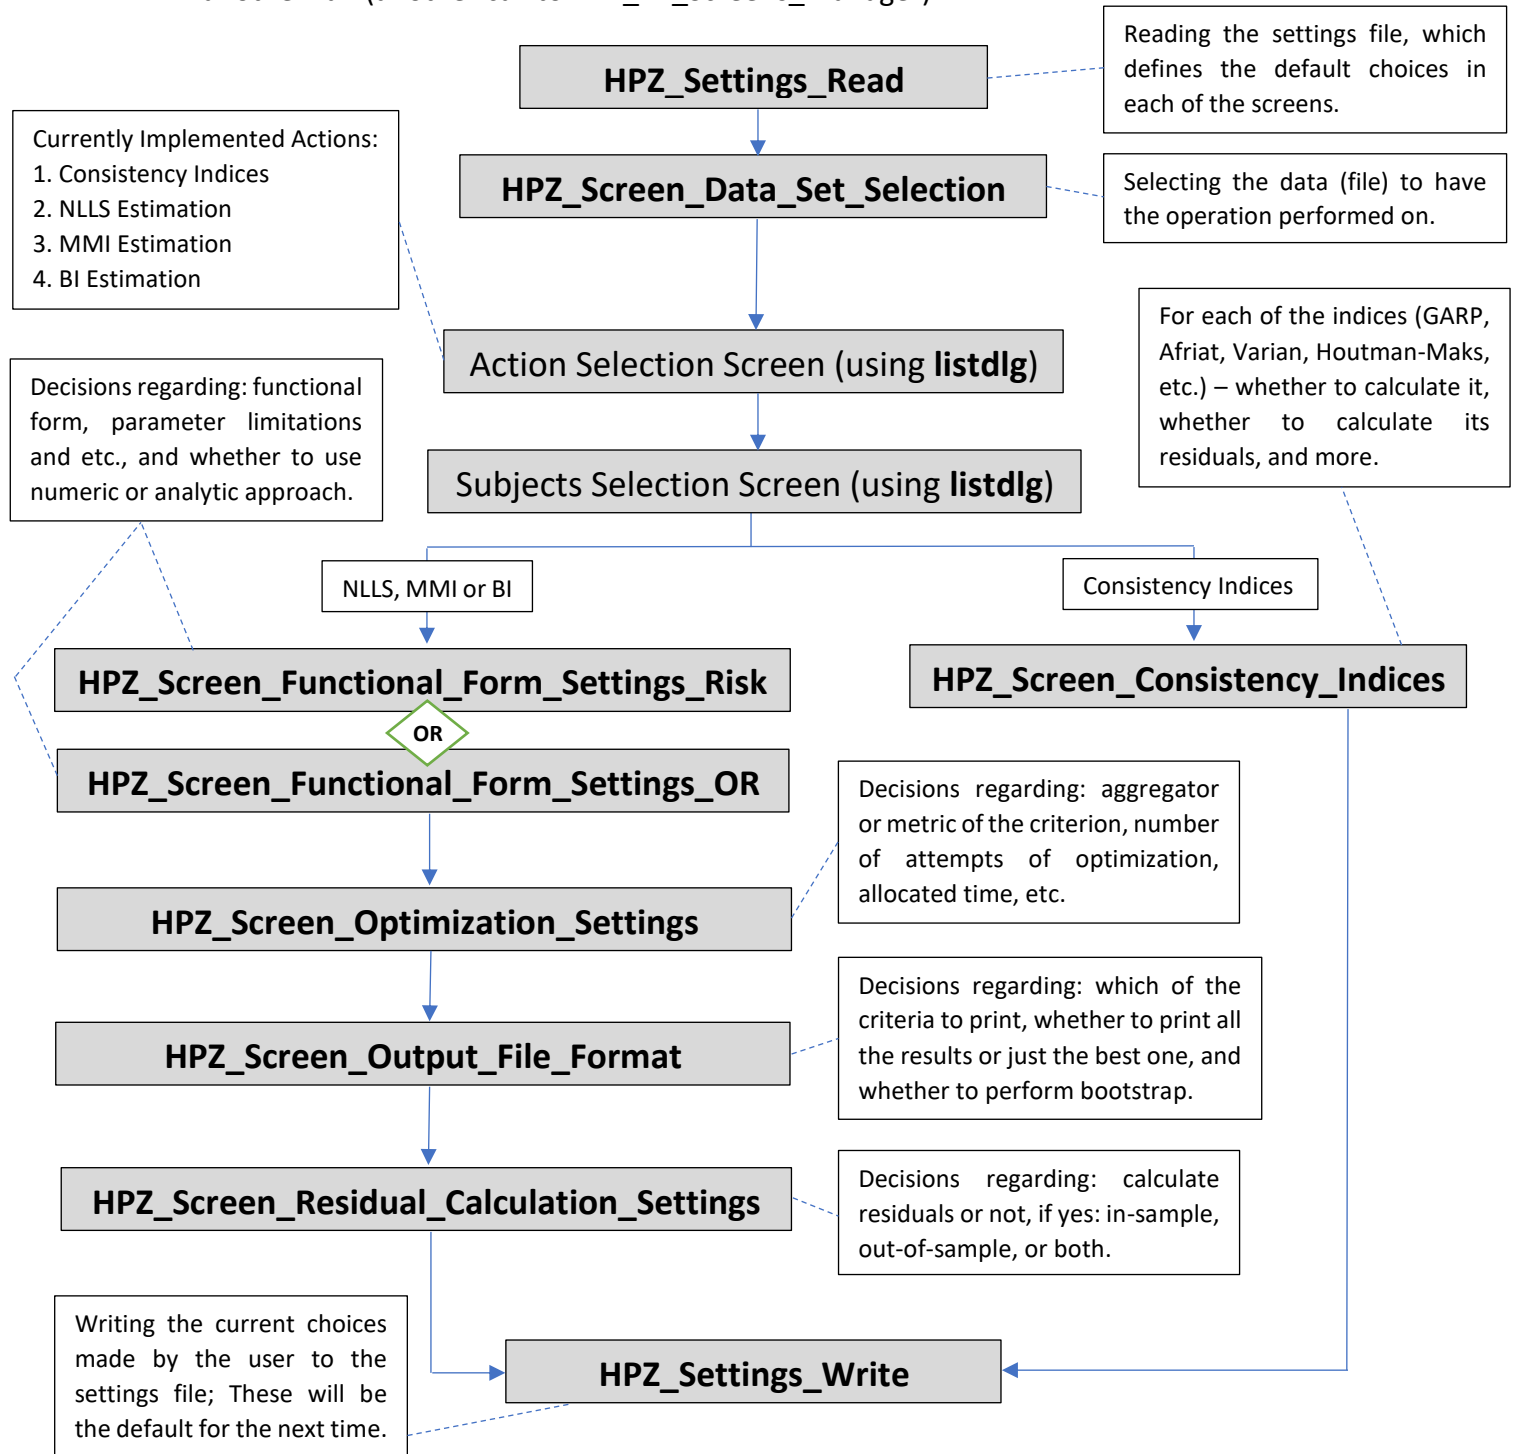 HPZ_Settings_Read
Reading the settings file, which
defines the default choices in
each of the screens.
Currently Implemented Actions:
1. Consistency Indices
2. NLLS Estimation
3. MMI Estimation
4. BI Estimation
HPZ_Screen_Data_Set_Selection
Selecting the data (file) to have
the operation performed on.
Action Selection Screen (using listdlg)
For each of the indices (GARP,
Afriat, Varian, Houtman-Maks,
etc.) – whether to calculate it,
whether to calculate its
residuals, and more.
Decisions regarding: functional
form, parameter limitations
and etc., and whether to use
numeric or analytic approach.
Subjects Selection Screen (using listdlg)
NLLS, MMI or BI
Consistency Indices
HPZ_Screen_Functional_Form_Settings_Risk
HPZ_Screen_Consistency_Indices
OR
HPZ_Screen_Functional_Form_Settings_OR
Decisions regarding: aggregator
or metric of the criterion, number
of attempts of optimization,
allocated time, etc.
HPZ_Screen_Optimization_Settings
Decisions regarding: which of the
criteria to print, whether to print all
the results or just the best one, and
whether to perform bootstrap.
HPZ_Screen_Output_File_Format
Decisions regarding: calculate
residuals or not, if yes: in-sample,
out-of-sample, or both.
HPZ_Screen_Residual_Calculation_Settings
Writing the current choices
made by the user to the
settings file; These will be
the default for the next time.
HPZ_Settings_Write